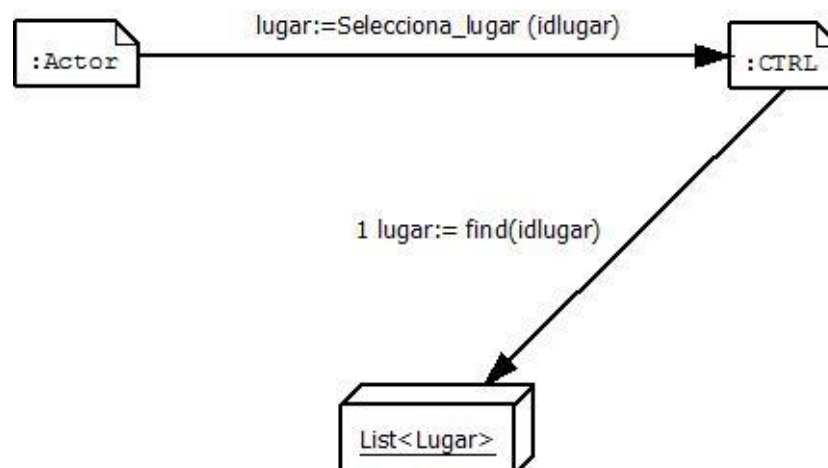 lugar:=Selecciona_lugar (idlugar)
:Actor
:CTRL
1 lugar:= find(idlugar)
List<Lugar>